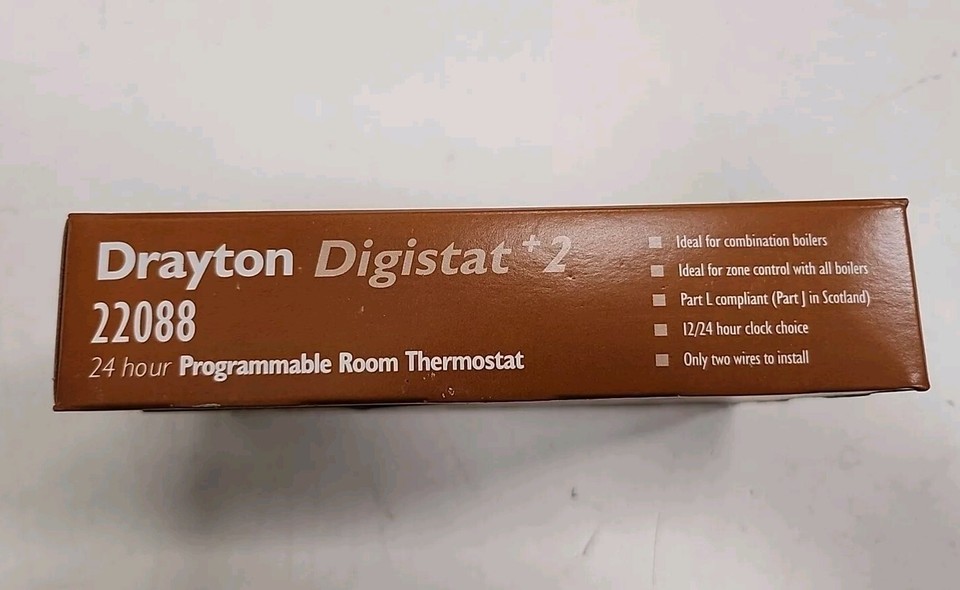 Drayton Digistat+2
22088
24 hour Programmable Room Thermostat
Ideal for combination boilers
Ideal for zone control with all boilers
Part L compliant (Part J in Scotland)
12/24 hour clock choice
Only two wires to install